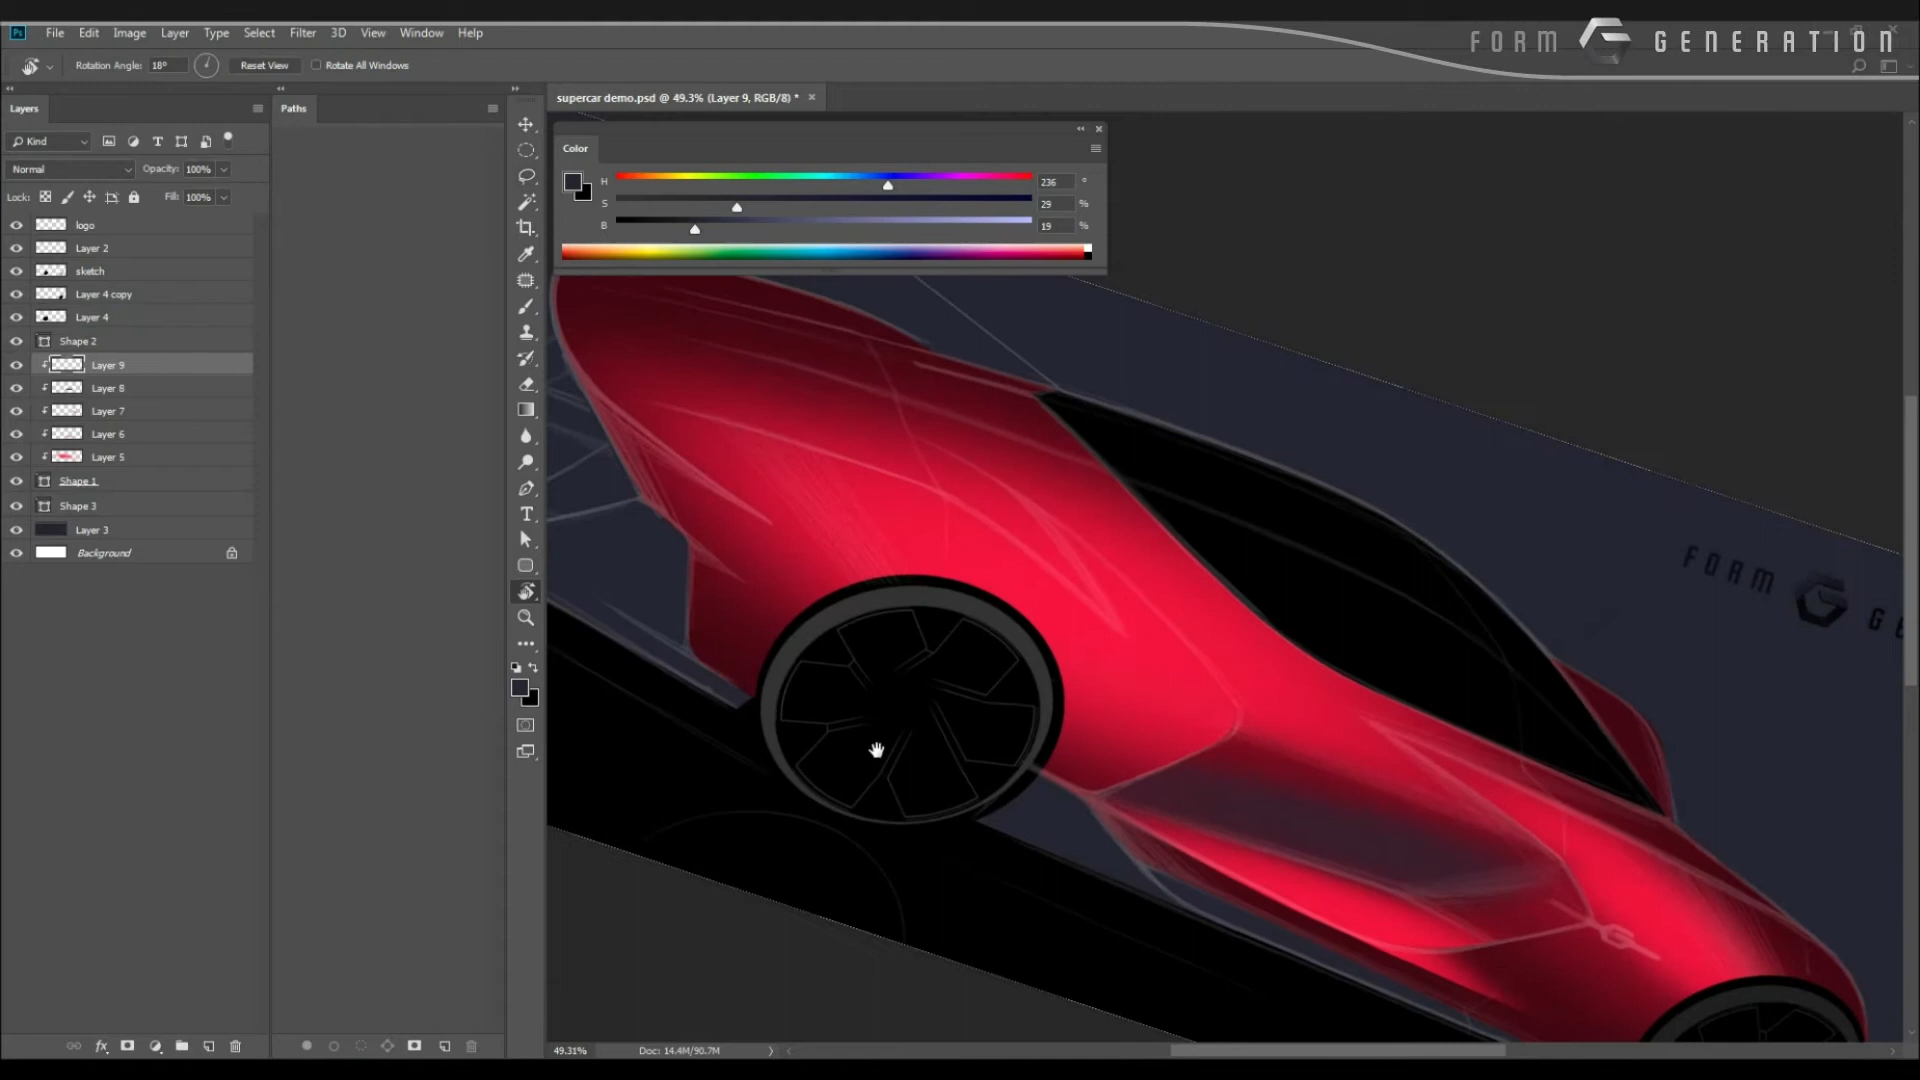 FORM GENERATION
Ps File Edit Image Layer Type Select Filter 3D View Window Help
Rotation Angle: 18° Reset View Rotate All Windows
Layers
Paths
supercar demo.psd @ 49.3% (Layer 9, RGB/8) *
Kind
Normal Opacity: 100%
Lock: Fill: 100%
Color
H 236 °
S 29 %
B 19 %
logo
Layer 2
sketch
Layer 4 copy
Layer 4
Shape 2
Layer 9
Layer 8
Layer 7
Layer 6
Layer 5
Shape 1
Shape 3
Layer 3
Background
FORM GE
49.31% Doc: 14.4M/90.7M